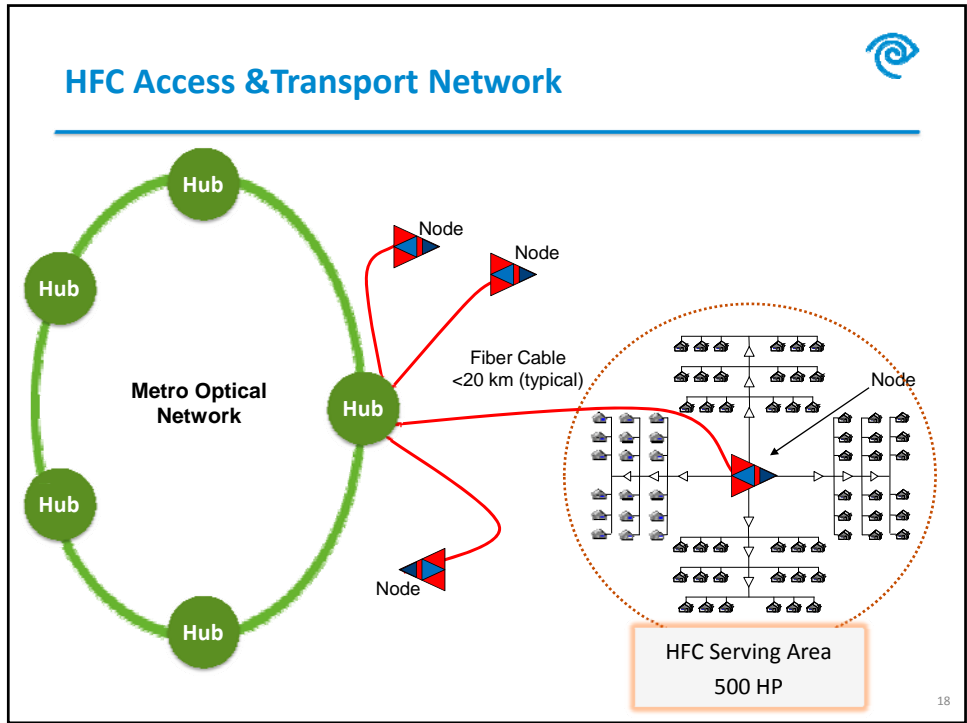 HFC Access &Transport Network
Hub
Node
Node
Hub
Fiber Cable
<20 km (typical)
Node
Metro Optical
Network
Hub
Hub
Node
Hub
HFC Serving Area
500 HP
18